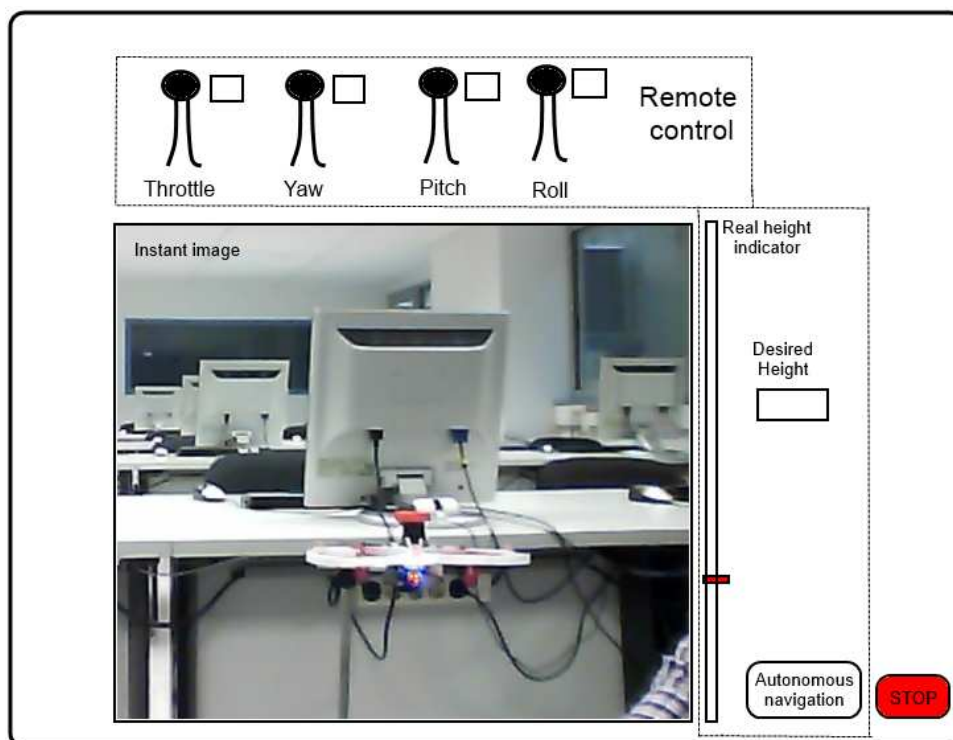 Remote
control
Throttle
Yaw
Pitch
Roll
Instant image
Real height
indicator
Desired
Height
Autonomous
navigation
STOP